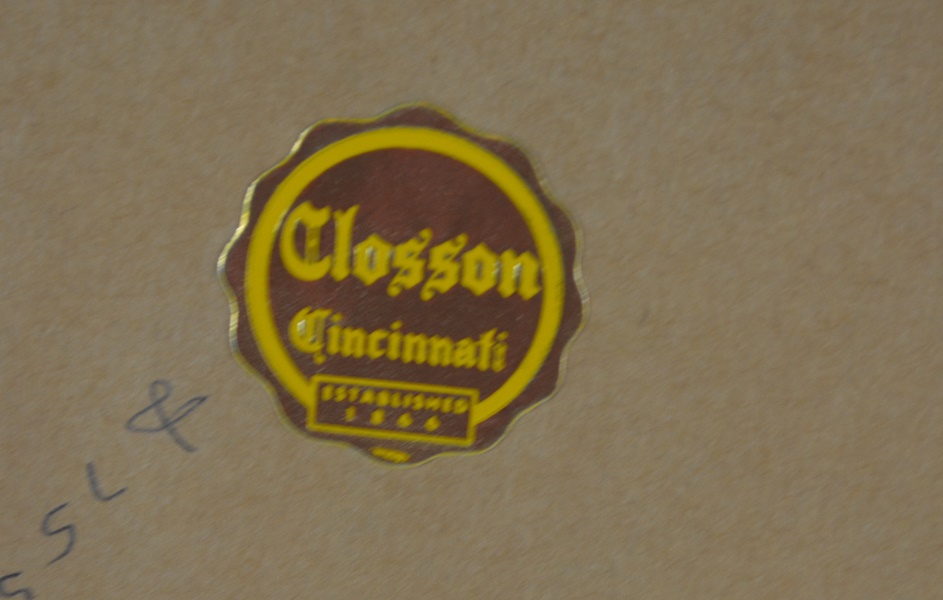 Closson
Cincinnati
ESTABLISHED
1866